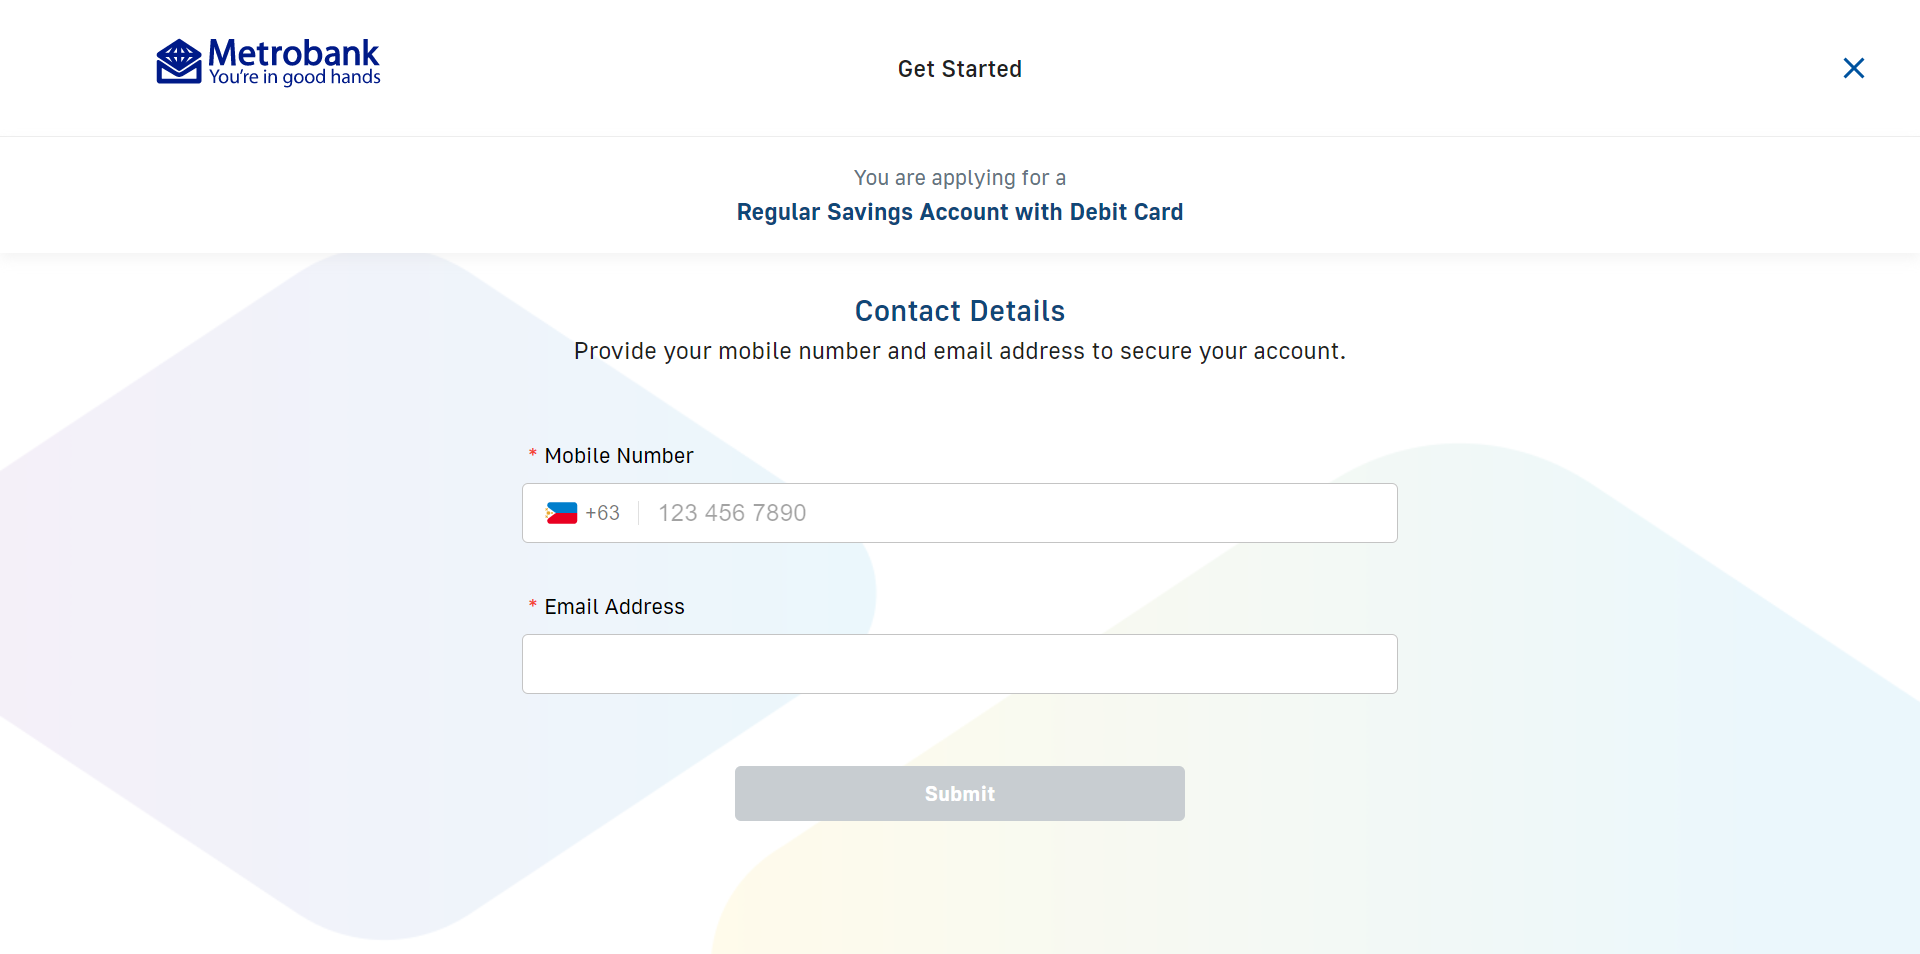 Metrobank
You're in good hands
Get Started
You are applying for a
Regular Savings Account with Debit Card
Contact Details
Provide your mobile number and email address to secure your account.
* Mobile Number
+63 123 456 7890
* Email Address
Submit